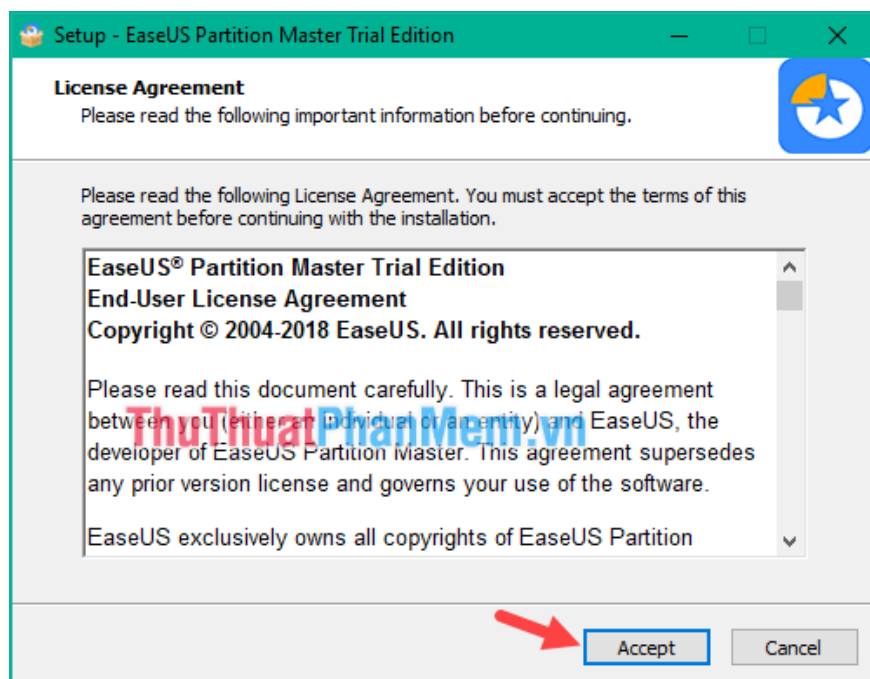 Setup - EaseUS Partition Master Trial Edition
License Agreement
Please read the following important information before continuing.
Please read the following License Agreement. You must accept the terms of this
agreement before continuing with the installation.
EaseUS® Partition Master Trial Edition
End-User License Agreement
Copyright © 2004-2018 EaseUS. All rights reserved.
Please read this document carefully. This is a legal agreement
between you (either an individual or an entity) and EaseUS, the
ThuThuatPhanMem.vn
developer of EaseUS Partition Master. This agreement supersedes
any prior version license and governs your use of the software.
EaseUS exclusively owns all copyrights of EaseUS Partition
Accept
Cancel